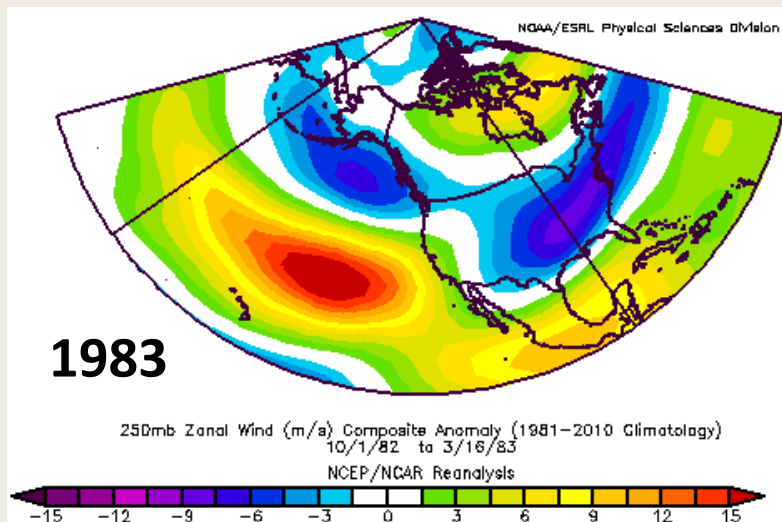 NOAA/ESRL Physical Sciences Division
1983
250mb Zonal Wind (m/s) Composite Anomaly (1981-2010 Climatology)
10/1/82 to 3/16/83
NCEP/NCAR Reanalysis
-15 -12 -9 -6 -3 0 3 6 9 12 15